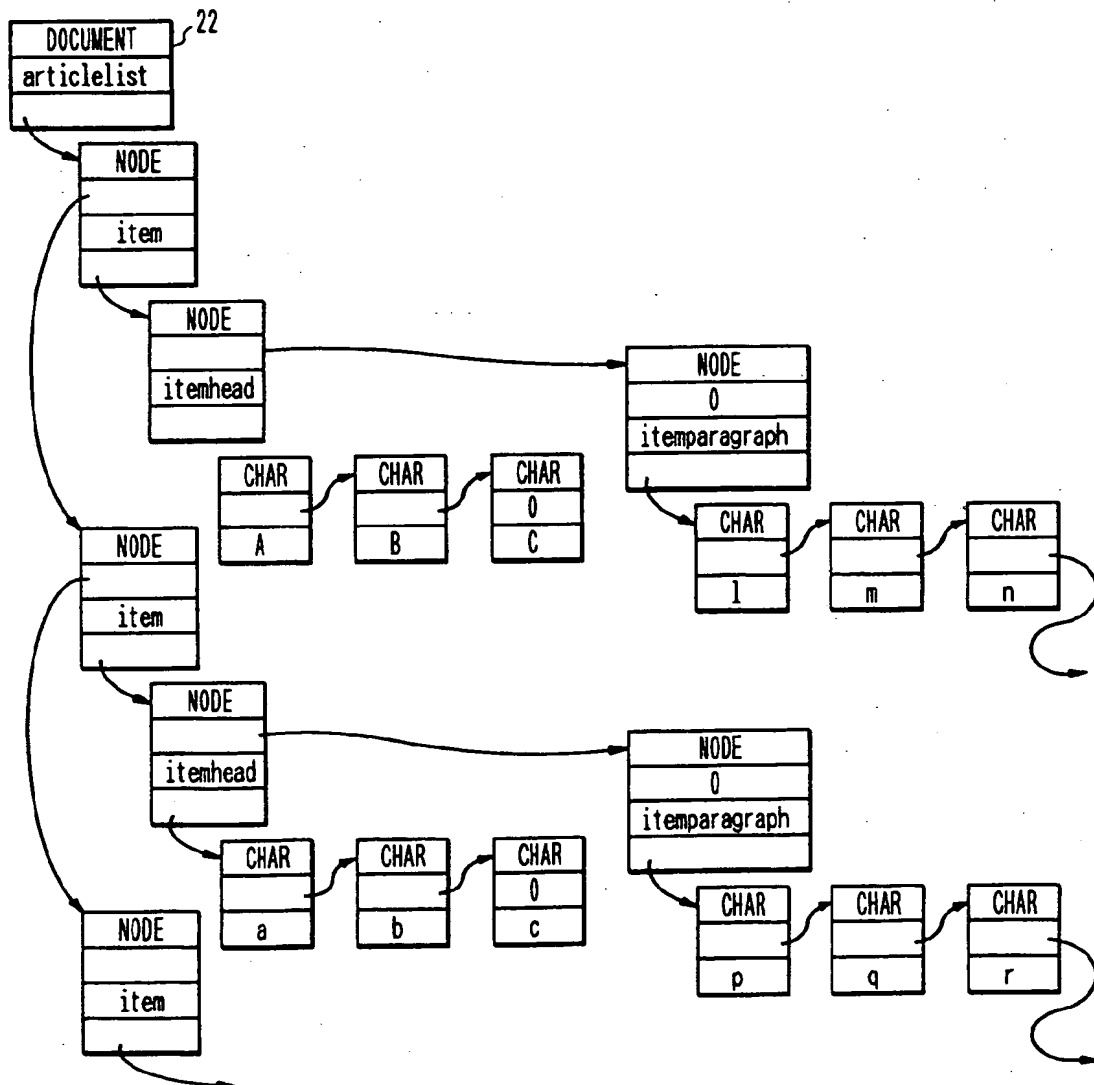 22
DOCUMENT
articlelist
NODE
item
NODE
itemhead
NODE
0
itemparagraph
CHAR
A
CHAR
B
CHAR
0
C
CHAR
l
CHAR
m
CHAR
n
NODE
item
NODE
itemhead
NODE
0
itemparagraph
CHAR
a
CHAR
b
CHAR
0
c
CHAR
p
CHAR
q
CHAR
r
NODE
item